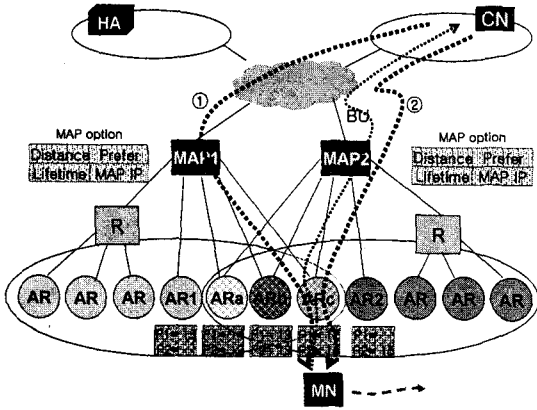 HA
CN
①
BU
②
MAP option
Distance Prefer
Lifetime MAP IP
MAP1
MAP2
MAP option
Distance Prefer
Lifetime MAP IP
R
R
AR
AR
AR
AR1
ARa
ARb
ARc
AR2
AR
AR
AR
MN